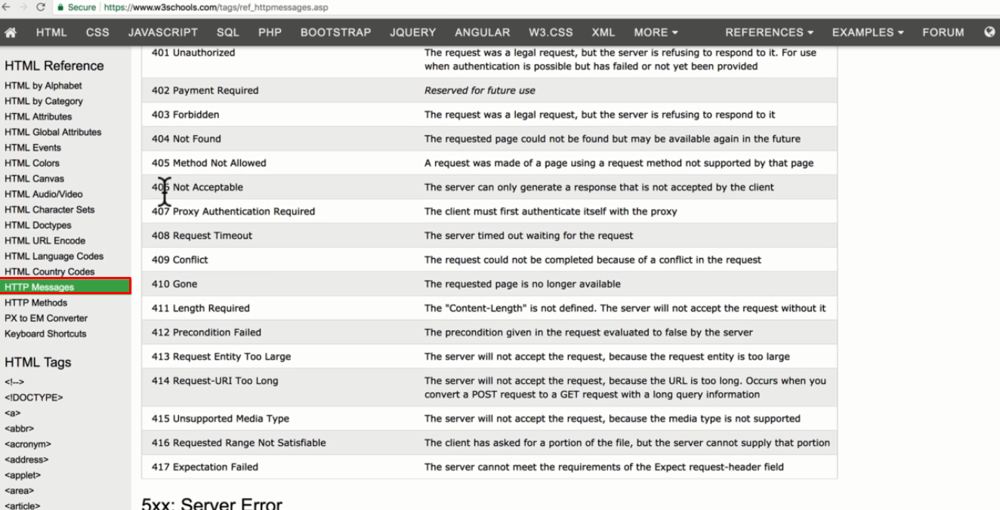 Secure https://www.w3schools.com/tags/ref_httpmessages.asp
HTML CSS JAVASCRIPT SQL PHP BOOTSTRAP JQUERY ANGULAR W3.CSS XML MORE REFERENCES EXAMPLES FORUM
HTML Reference
HTML by Alphabet
HTML by Category
HTML Attributes
HTML Global Attributes
HTML Events
HTML Colors
HTML Canvas
HTML Audio/Video
HTML Character Sets
HTML Doctypes
HTML URL Encode
HTML Language Codes
HTML Country Codes
HTTP Messages
HTTP Methods
PX to EM Converter
Keyboard Shortcuts
HTML Tags
<!-->
<!DOCTYPE>
<a>
<abbr>
<acronym>
<address>
<applet>
<area>
<article>
401 Unauthorized The request was a legal request, but the server is refusing to respond to it. For use
when authentication is possible but has failed or not yet been provided
402 Payment Required Reserved for future use
403 Forbidden The request was a legal request, but the server is refusing to respond to it
404 Not Found The requested page could not be found but may be available again in the future
405 Method Not Allowed A request was made of a page using a request method not supported by that page
406 Not Acceptable The server can only generate a response that is not accepted by the client
407 Proxy Authentication Required The client must first authenticate itself with the proxy
408 Request Timeout The server timed out waiting for the request
409 Conflict The request could not be completed because of a conflict in the request
410 Gone The requested page is no longer available
411 Length Required The "Content-Length" is not defined. The server will not accept the request without it
412 Precondition Failed The precondition given in the request evaluated to false by the server
413 Request Entity Too Large The server will not accept the request, because the request entity is too large
414 Request-URI Too Long The server will not accept the request, because the URL is too long. Occurs when you
convert a POST request to a GET request with a long query information
415 Unsupported Media Type The server will not accept the request, because the media type is not supported
416 Requested Range Not Satisfiable The client has asked for a portion of the file, but the server cannot supply that portion
417 Expectation Failed The server cannot meet the requirements of the Expect request-header field
5xx: Server Error